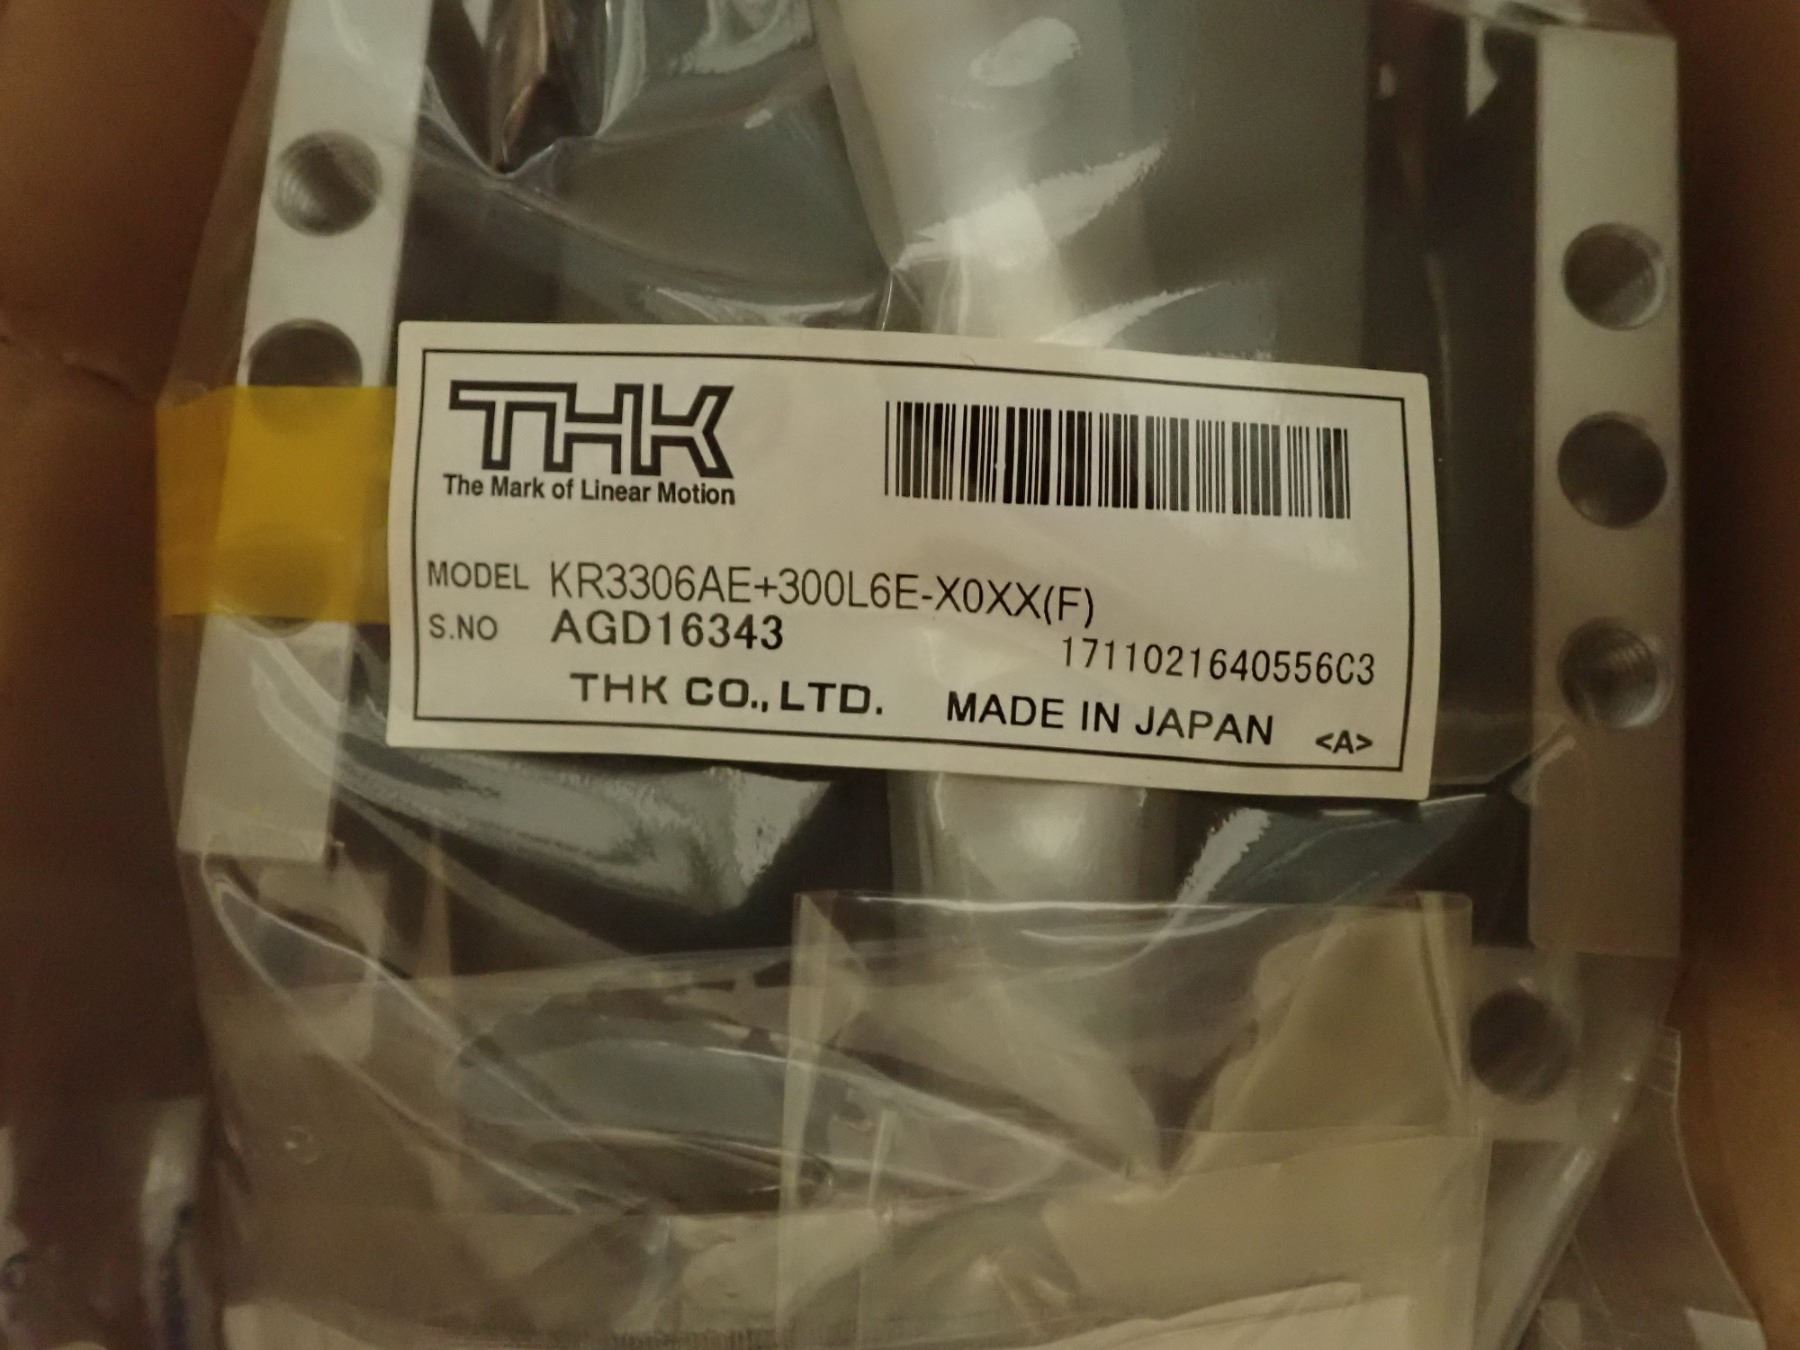 THK
The Mark of Linear Motion
MODEL KR3306AE+300L6E-X0XX(F)
S.NO AGD16343
1711021640556C3
THK CO., LTD. MADE IN JAPAN <A>